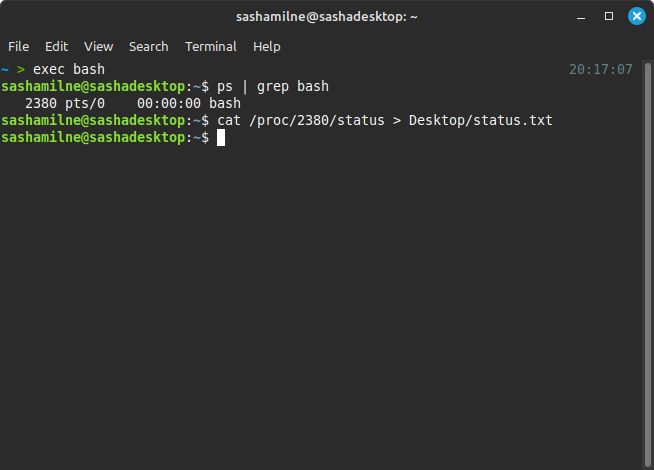 sashamilne@sashadesktop: ~
File Edit View Search Terminal Help
~ > exec bash 20:17:07
sashamilne@sashadesktop:~$ ps | grep bash
   2380 pts/0    00:00:00 bash
sashamilne@sashadesktop:~$ cat /proc/2380/status > Desktop/status.txt
sashamilne@sashadesktop:~$